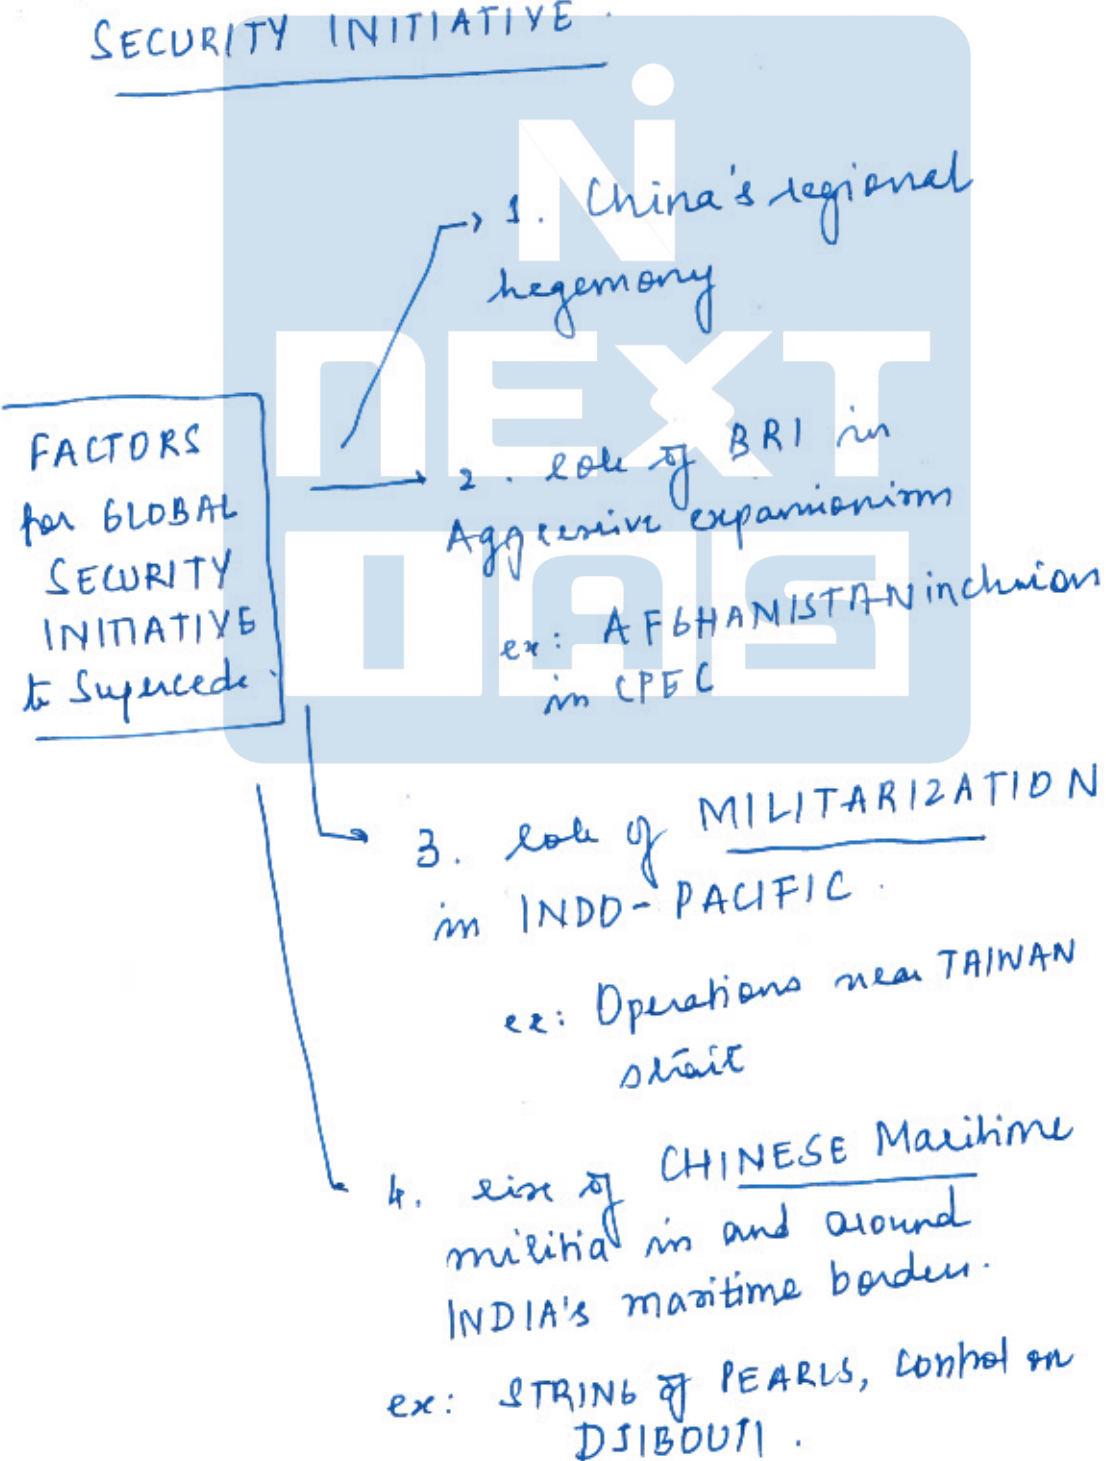 SECURITY INITIATIVE.
1. China's regional
hegemony
FACTORS
for GLOBAL
SECURITY
INITIATIVE
to Supercede.
2. role of BRI in
Aggressive expansionism
ex: AFGHANISTAN inclusion
in CPEC
3. role of MILITARIZATION
in INDO-PACIFIC.
ex: Operations near TAIWAN
strait
4. rise of CHINESE Maritime
militia in and around
INDIA's maritime border.
ex: STRING of PEARLS, control on
DJIBOUTI.
NEXT
IAS